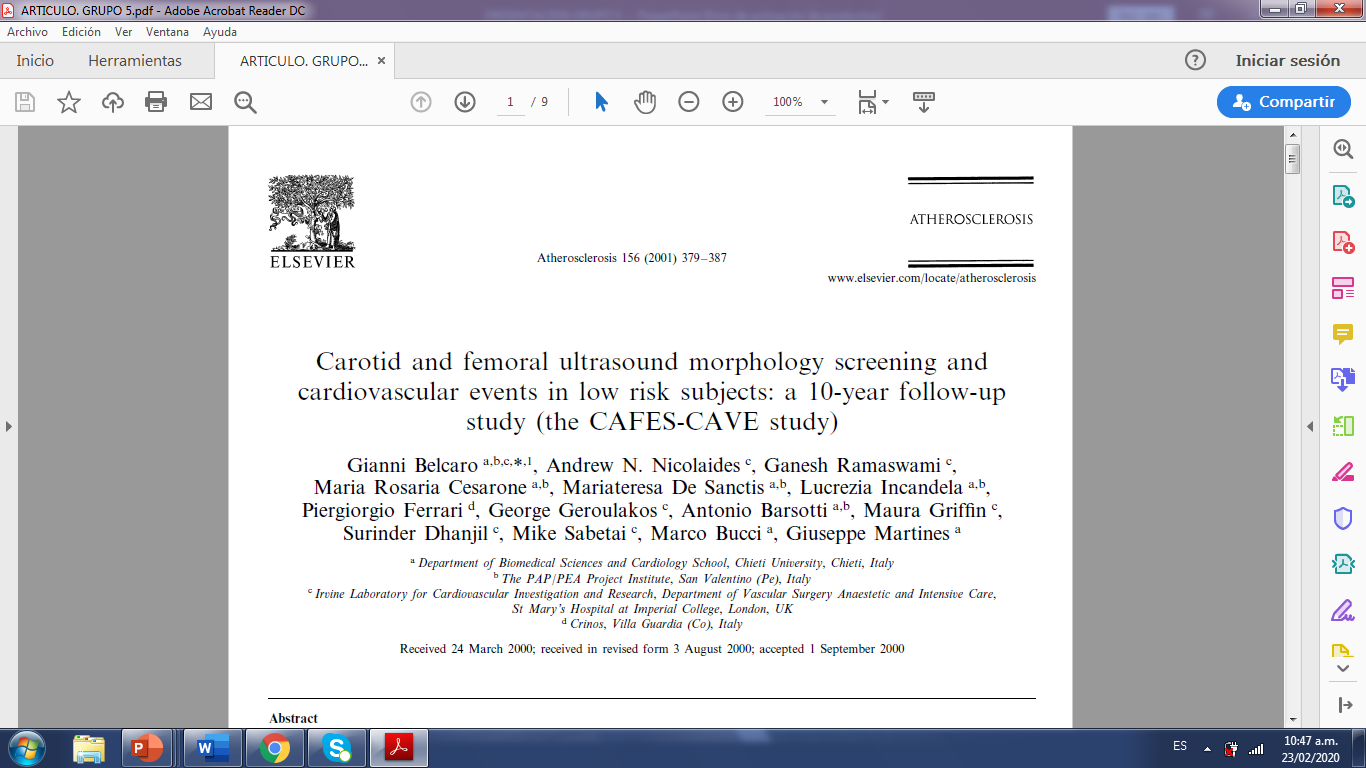 ARTICULO. GRUPO 5.pdf - Adobe Acrobat Reader DC
Archivo Edición Ver Ventana Ayuda
Inicio Herramientas ARTICULO. GRUPO... × Iniciar sesión
1 / 9 100% Compartir
ELSEVIER
ATHEROSCLEROSIS
Atherosclerosis 156 (2001) 379–387
www.elsevier.com/locate/atherosclerosis
Carotid and femoral ultrasound morphology screening and
cardiovascular events in low risk subjects: a 10-year follow-up
study (the CAFES-CAVE study)
Gianni Belcaro a,b,c,*,1, Andrew N. Nicolaides c, Ganesh Ramaswami c,
Maria Rosaria Cesarone a,b, Mariateresa De Sanctis a,b, Lucrezia Incandela a,b,
Piergiorgio Ferrari d, George Geroulakos c, Antonio Barsotti a,b, Maura Griffin c,
Surinder Dhanjil c, Mike Sabetai c, Marco Bucci a, Giuseppe Martines a
a Department of Biomedical Sciences and Cardiology School, Chieti University, Chieti, Italy
b The PAP/PEA Project Institute, San Valentino (Pe), Italy
c Irvine Laboratory for Cardiovascular Investigation and Research, Department of Vascular Surgery Anaestetic and Intensive Care,
St Mary's Hospital at Imperial College, London, UK
d Crinos, Villa Guardia (Co), Italy
Received 24 March 2000; received in revised form 3 August 2000; accepted 1 September 2000
Abstract
ES 10:47 a.m.
23/02/2020